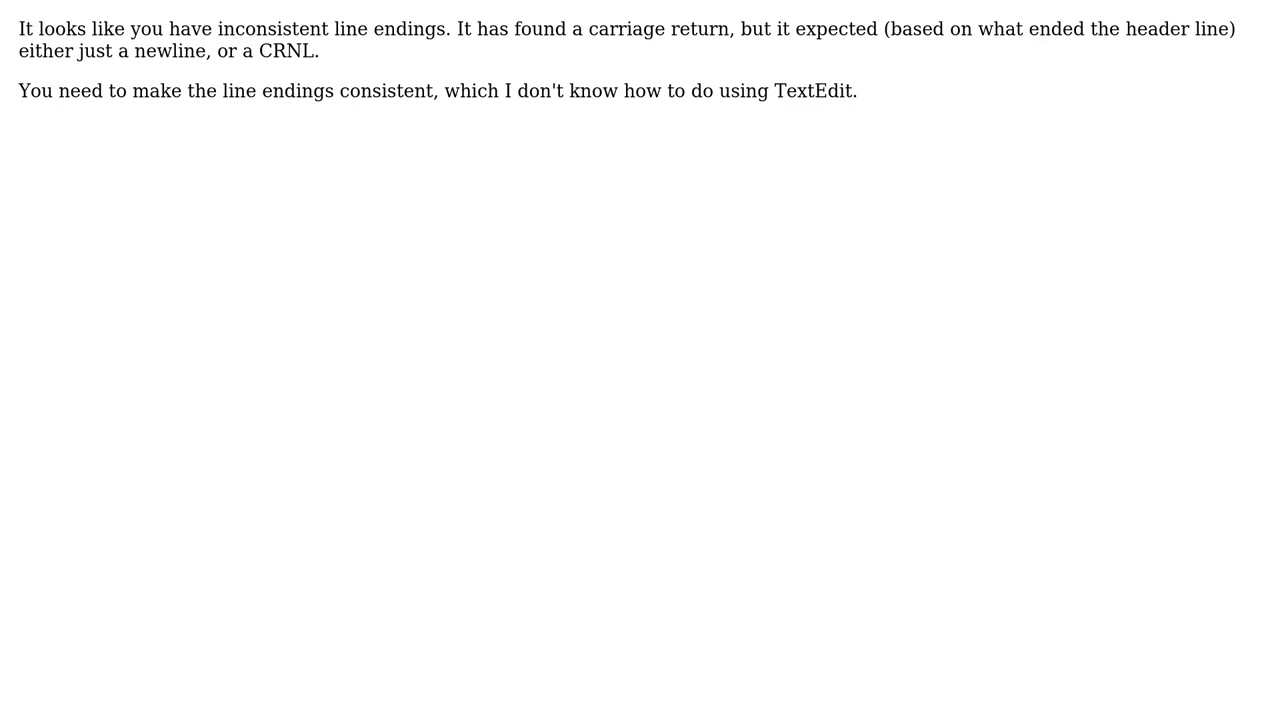 It looks like you have inconsistent line endings. It has found a carriage return, but it expected (based on what ended the header line)
either just a newline, or a CRNL.
You need to make the line endings consistent, which I don't know how to do using TextEdit.